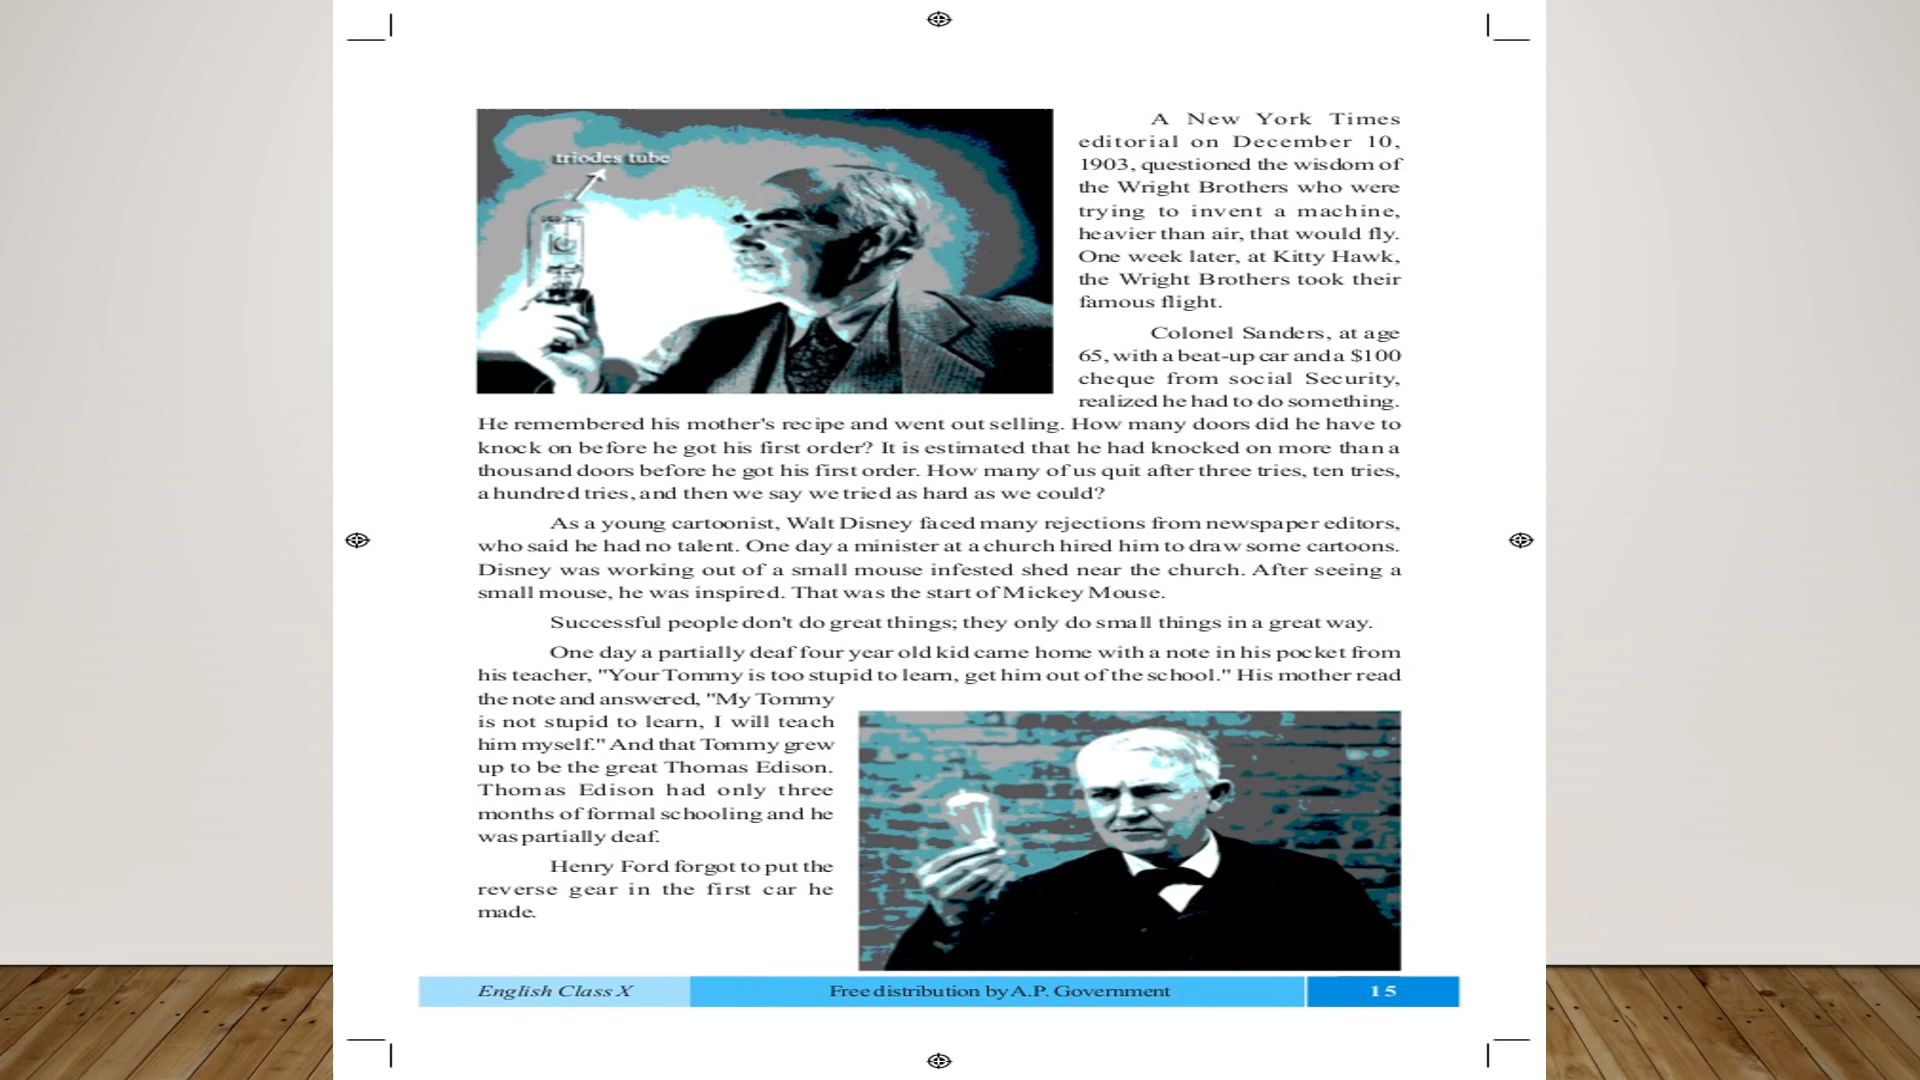 triodes tube
A New York Times
editorial on December 10,
1903, questioned the wisdom of
the Wright Brothers who were
trying to invent a machine,
heavier than air, that would fly.
One week later, at Kitty Hawk,
the Wright Brothers took their
famous flight.
Colonel Sanders, at age
65, with a beat-up car and a $100
cheque from social Security,
realized he had to do something.
He remembered his mother's recipe and went out selling. How many doors did he have to
knock on before he got his first order? It is estimated that he had knocked on more than a
thousand doors before he got his first order. How many of us quit after three tries, ten tries,
a hundred tries, and then we say we tried as hard as we could?
As a young cartoonist, Walt Disney faced many rejections from newspaper editors,
who said he had no talent. One day a minister at a church hired him to draw some cartoons.
Disney was working out of a small mouse infested shed near the church. After seeing a
small mouse, he was inspired. That was the start of Mickey Mouse.
Successful people don't do great things; they only do small things in a great way.
One day a partially deaf four year old kid came home with a note in his pocket from
his teacher, "Your Tommy is too stupid to learn, get him out of the school." His mother read
the note and answered, "My Tommy
is not stupid to learn, I will teach
him myself." And that Tommy grew
up to be the great Thomas Edison.
Thomas Edison had only three
months of formal schooling and he
was partially deaf.
Henry Ford forgot to put the
reverse gear in the first car he
made.
English Class X
Free distribution by A.P. Government
15